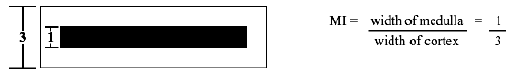 3
1
MI = width of medulla / width of cortex = 1 / 3